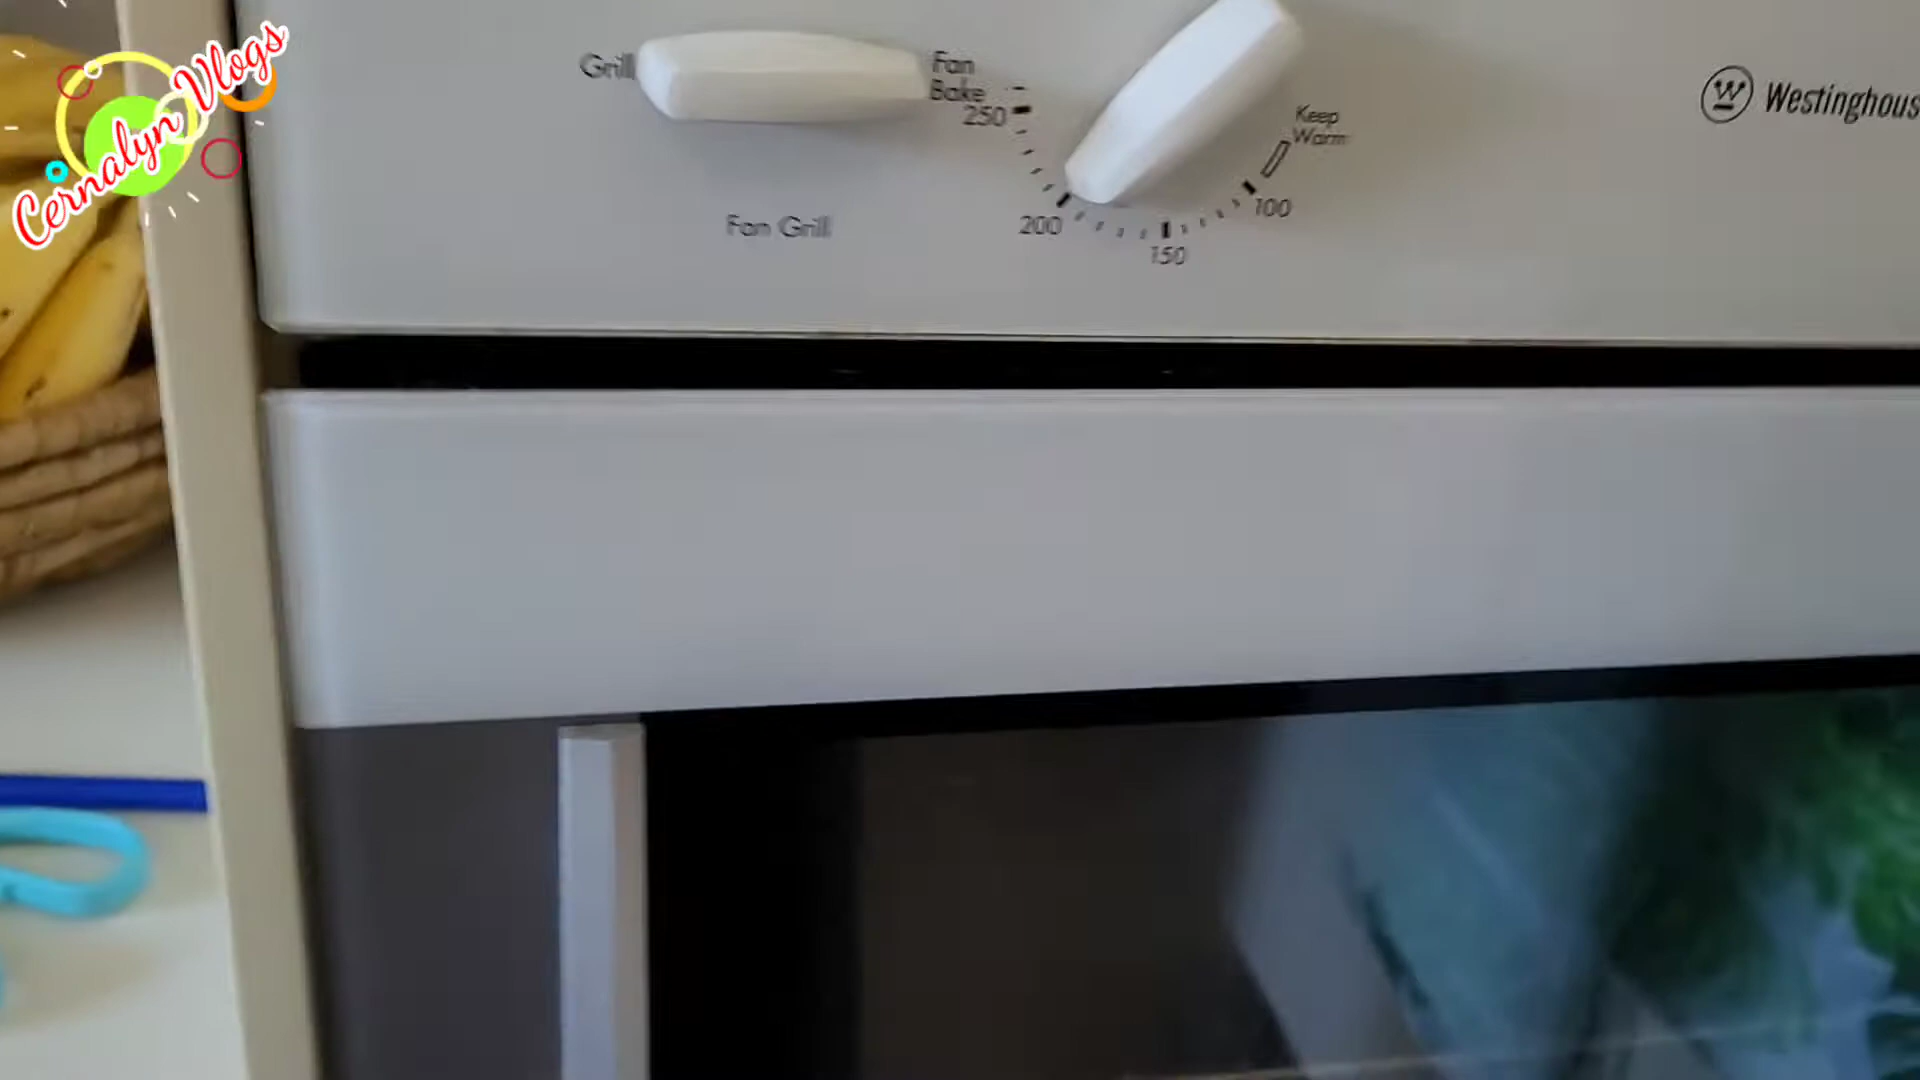 Cernalyn Vlogs
Grill
Fan
Bake
250
200
150
100
Keep
Warm
Fan Grill
W
Westinghous